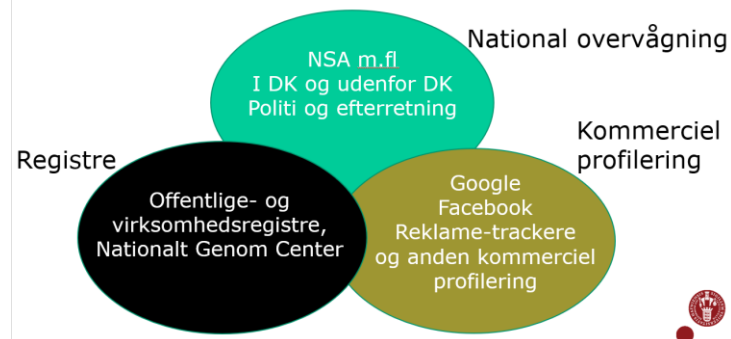 National overvågning
NSA m.fl
I DK og udenfor DK
Politi og efterretning
Kommerciel
profilering
Registre
Offentlige- og
virksomhedsregistre,
Nationalt Genom Center
Google
Facebook
Reklame-trackere
og anden kommerciel
profilering